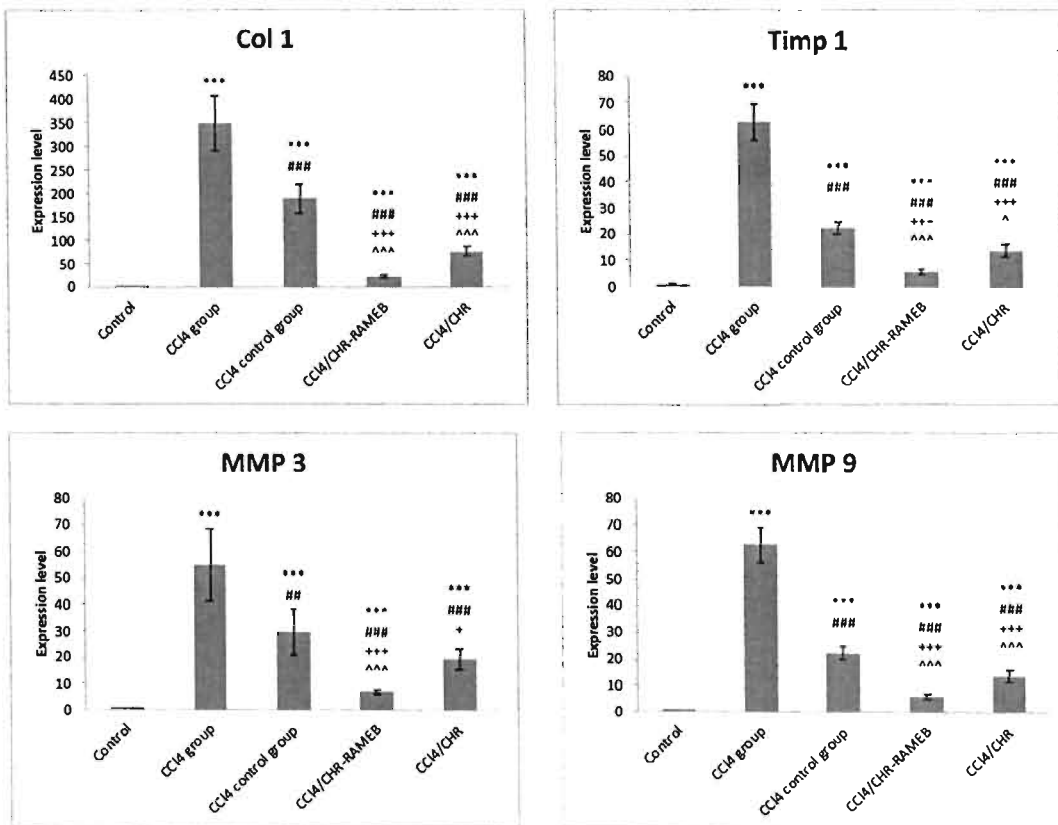 Col 1
Expression level
450
400
350
300
250
200
150
100
50
0
***
***
###
***
###
+++
^^^
***
###
+++
^^^
Control
CCl4 group
CCl4 control group
CCl4/CHR-RAMEB
CCl4/CHR
Timp 1
Expression level
80
70
60
50
40
30
20
10
0
***
***
###
***
###
+++
^^^
***
###
+++
^
Control
CCl4 group
CCl4 control group
CCl4/CHR-RAMEB
CCl4/CHR
MMP 3
Expression level
80
70
60
50
40
30
20
10
0
***
***
##
***
###
+++
^^^
***
###
+
Control
CCl4 group
CCl4 control group
CCl4/CHR-RAMEB
CCl4/CHR
MMP 9
Expression level
80
70
60
50
40
30
20
10
0
***
***
###
***
###
+++
^^^
***
###
+++
^^^
Control
CCl4 group
CCl4 control group
CCl4/CHR-RAMEB
CCl4/CHR